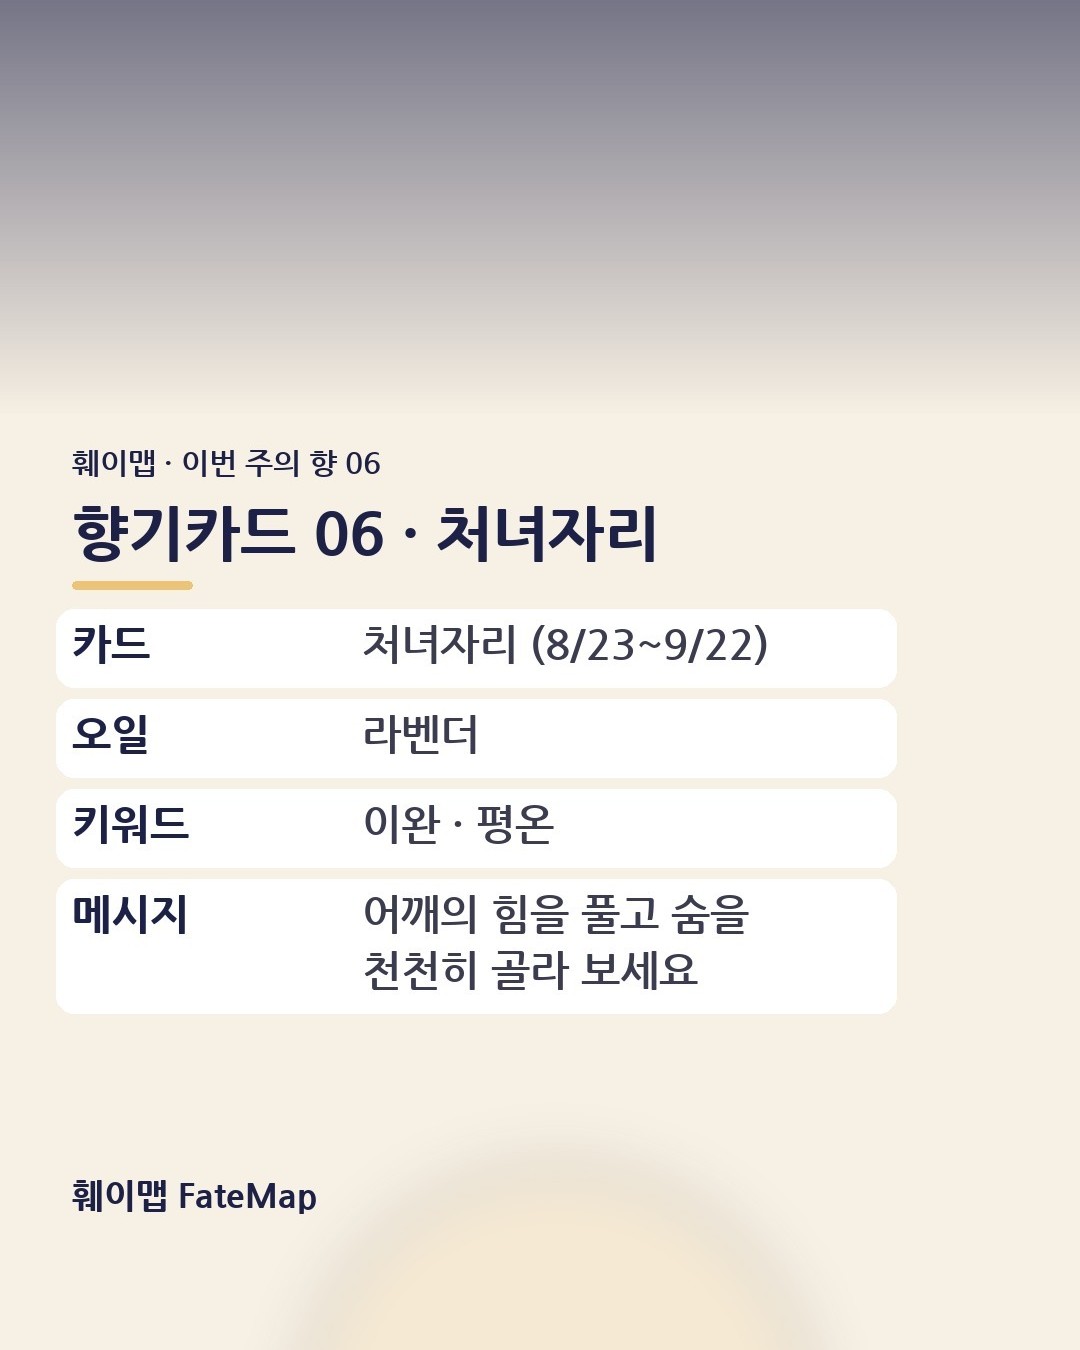 훼이맵 · 이번 주의 향 06
향기카드 06 · 처녀자리
카드 처녀자리 (8/23~9/22)
오일 라벤더
키워드 이완 · 평온
메시지 어깨의 힘을 풀고 숨을
천천히 골라 보세요
훼이맵 FateMap